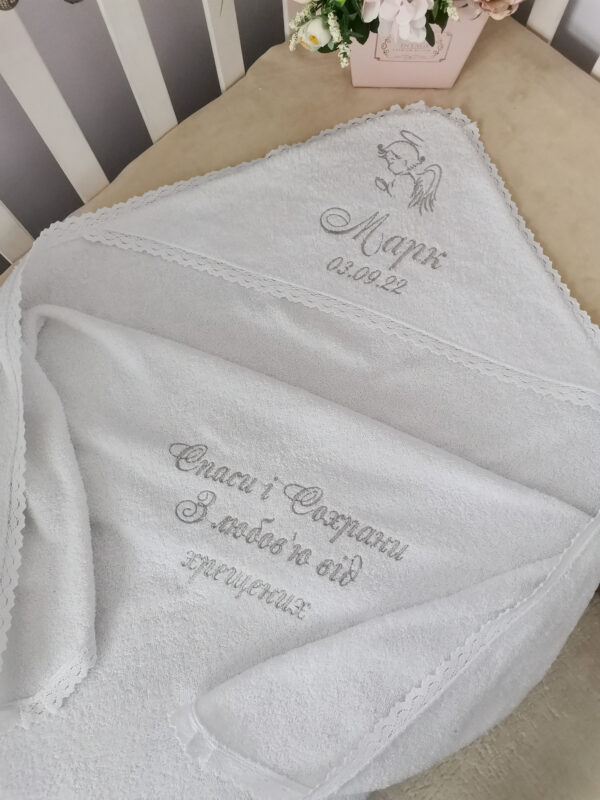 Марк
03.09.22
Спаси і Сохрани
З любов'ю від
хрещених